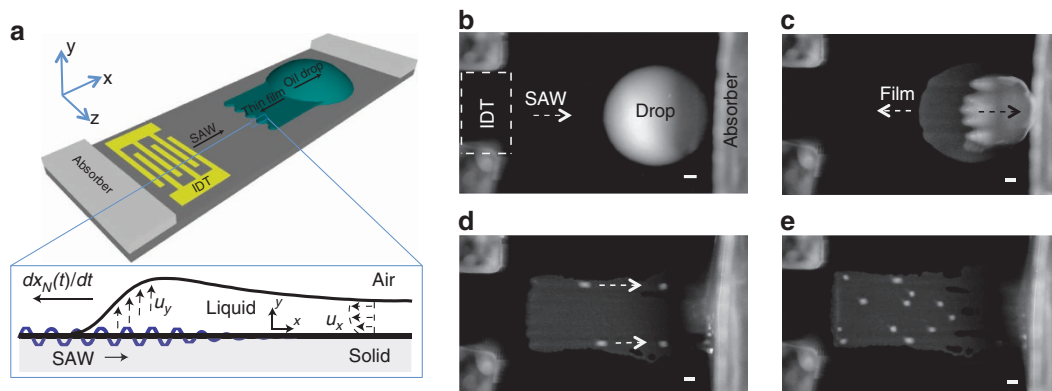 a
y
x
z
Absorber
IDT
SAW
Thin film
Oil drop
dx_N(t)/dt
Air
Liquid
u_y
y
x
u_x
SAW
Solid
b
IDT
SAW
Drop
Absorber
c
Film
d
e